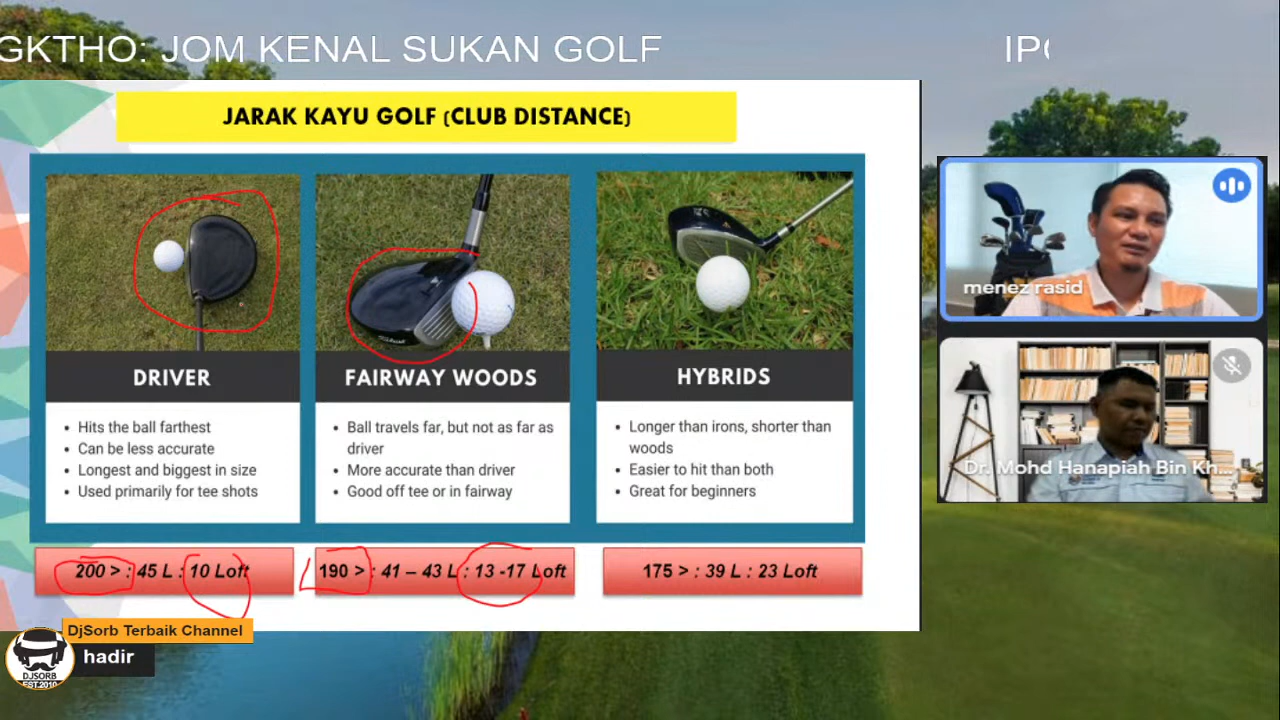 GKTHO: JOM KENAL SUKAN GOLF
JARAK KAYU GOLF (CLUB DISTANCE)
DRIVER
• Hits the ball farthest
• Can be less accurate
• Longest and biggest in size
• Used primarily for tee shots
200 > : 45 L : 10 Loft
FAIRWAY WOODS
• Ball travels far, but not as far as
driver
• More accurate than driver
• Good off tee or in fairway
190 > : 41 – 43 L : 13 -17 Loft
HYBRIDS
• Longer than irons, shorter than
woods
• Easier to hit than both
• Great for beginners
175 > : 39 L : 23 Loft
menez rasid
Dr. Mohd Hanapiah Bin Kh...
DjSorb Terbaik Channel
hadir
DJSORB
EST.2010